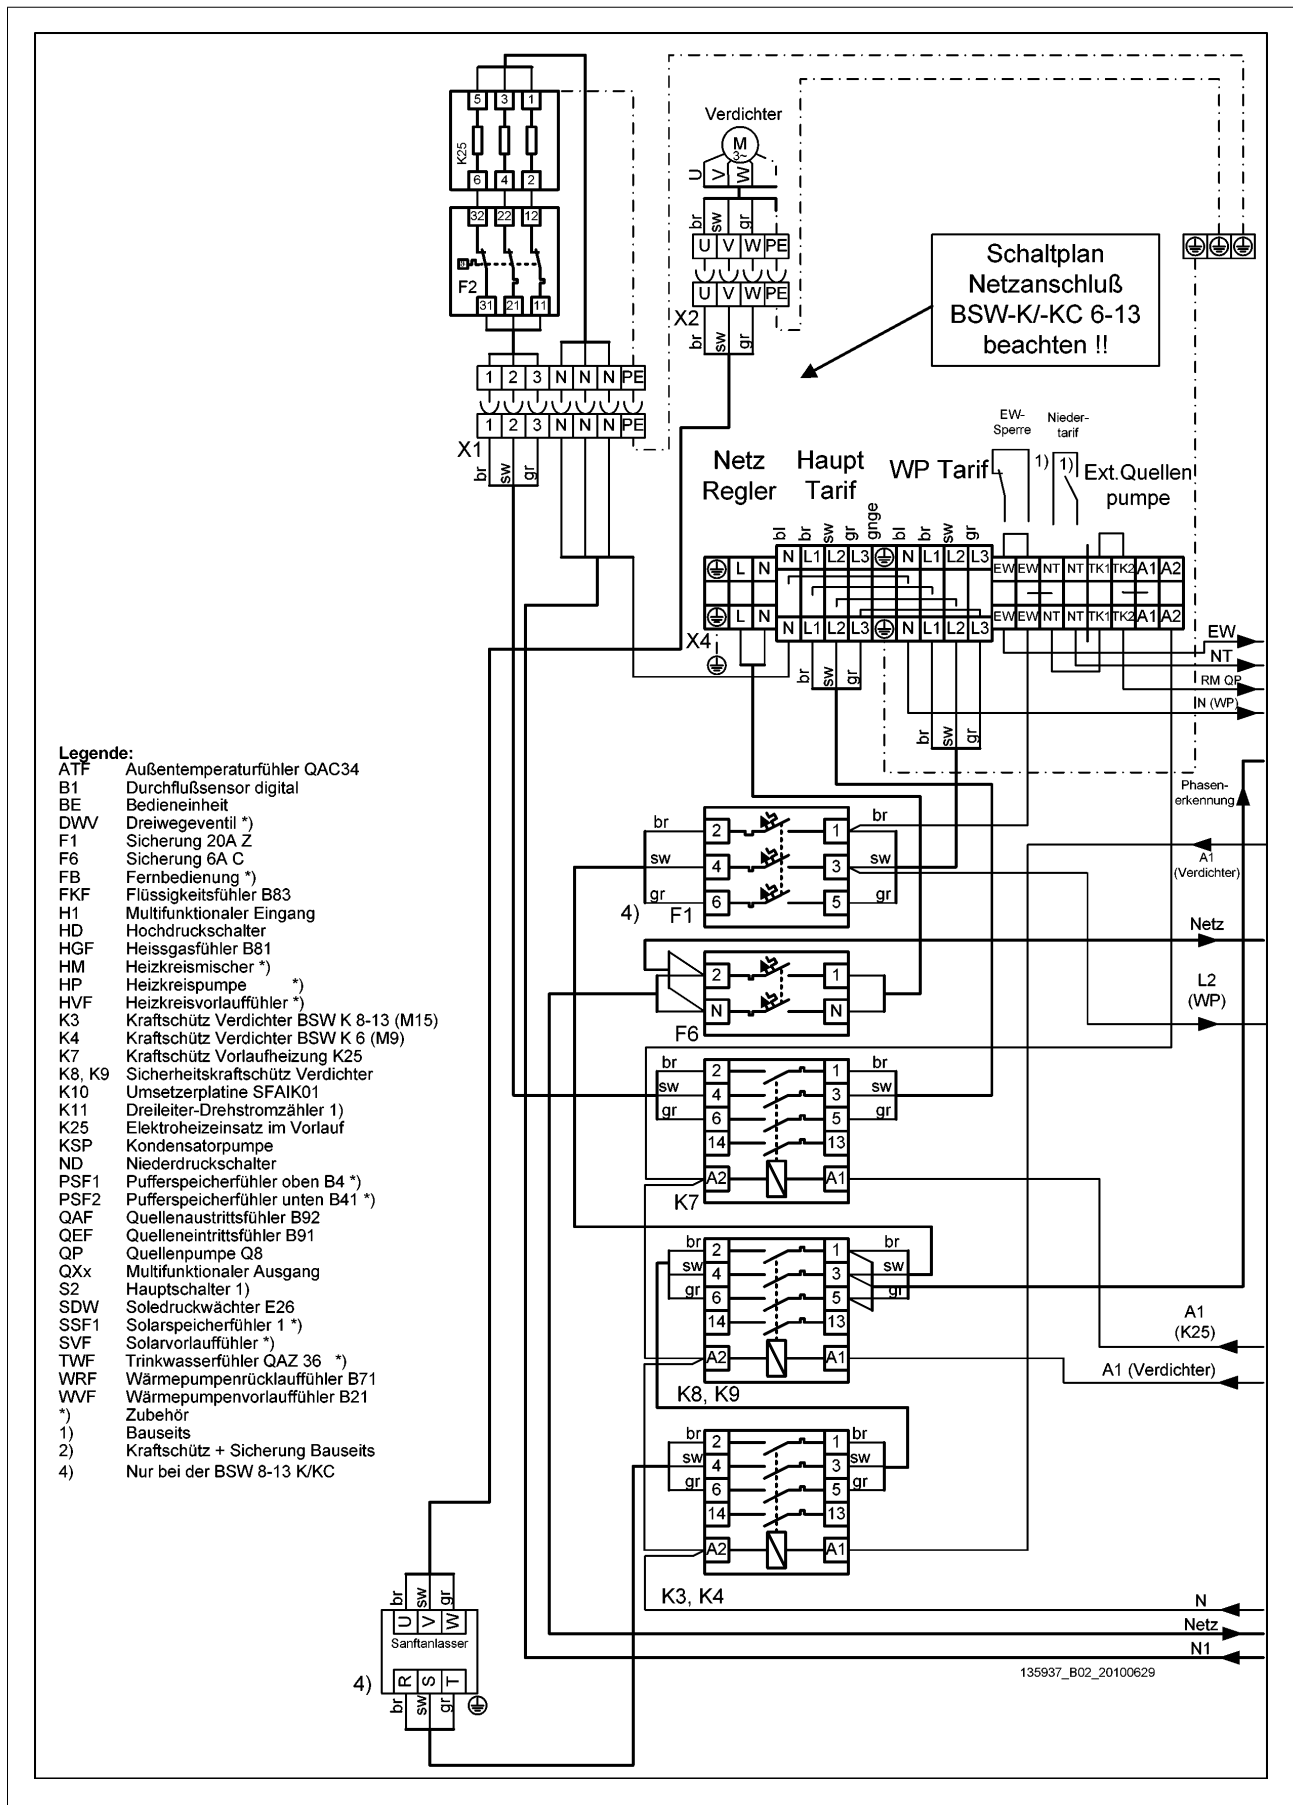 5 3 1
K25
6 4 2
32 22 12
F2
31 21 11
1 2 3 N N N PE
1 2 3 N N N PE
X1
br sw gr
Verdichter
M
3~
U V W
br sw gr
U V W PE
U V W PE
X2
br sw gr
Schaltplan
Netzanschluß
BSW-K/-KC 6-13
beachten !!
EW-
Sperre
Nieder-
tarif
1) 1)
Netz
Regler
Haupt
Tarif
WP Tarif
Ext.Quellen
pumpe
bl br sw gr gnge bl br sw gr
L N N L1 L2 L3 N L1 L2 L3 EW EW NT NT TK1 TK2 A1 A2
L N N L1 L2 L3 N L1 L2 L3 EW EW NT NT TK1 TK2 A1 A2
X4
br sw gr
br sw gr
EW
NT
RM QP
N (WP)
Phasen-
erkennung
A1
(Verdichter)
Netz
L2
(WP)
Legende:
ATF Außentemperaturfühler QAC34
B1 Durchflußsensor digital
BE Bedieneinheit
DWV Dreiwegeventil *)
F1 Sicherung 20A Z
F6 Sicherung 6A C
FB Fernbedienung *)
FKF Flüssigkeitsfühler B83
H1 Multifunktionaler Eingang
HD Hochdruckschalter
HGF Heissgasfühler B81
HM Heizkreismischer *)
HP Heizkreispumpe *)
HVF Heizkreisvorlauffühler *)
K3 Kraftschütz Verdichter BSW K 8-13 (M15)
K4 Kraftschütz Verdichter BSW K 6 (M9)
K7 Kraftschütz Vorlaufheizung K25
K8, K9 Sicherheitskraftschütz Verdichter
K10 Umsetzerplatine SFAIK01
K11 Dreileiter-Drehstromzähler 1)
K25 Elektroheizeinsatz im Vorlauf
KSP Kondensatorpumpe
ND Niederdruckschalter
PSF1 Pufferspeicherfühler oben B4 *)
PSF2 Pufferspeicherfühler unten B41 *)
QAF Quellenaustrittsfühler B92
QEF Quelleneintrittsfühler B91
QP Quellenpumpe Q8
QXx Multifunktionaler Ausgang
S2 Hauptschalter 1)
SDW Soledruckwächter E26
SSF1 Solarspeicherfühler 1 *)
SVF Solarvorlauffühler *)
TWF Trinkwasserfühler QAZ 36 *)
WRF Wärmepumpenrücklauffühler B71
WVF Wärmepumpenvorlauffühler B21
*) Zubehör
1) Bauseits
2) Kraftschütz + Sicherung Bauseits
4) Nur bei der BSW 8-13 K/KC
br 2 1 br
sw 4 3 sw
gr 6 5 gr
4) F1
2 1
N N
F6
br 2 1 br
sw 4 3 sw
gr 6 5 gr
14 13
A2 A1
K7
br 2 1 br
sw 4 3 sw
gr 6 5 gr
14 13
A2 A1
K8, K9
A1
(K25)
A1 (Verdichter)
br 2 1 br
sw 4 3 sw
gr 6 5 gr
14 13
A2 A1
K3, K4
N
Netz
N1
135937_B02_20100629
br sw gr
U V W
Sanftanlasser
4)
R S T
br sw gr